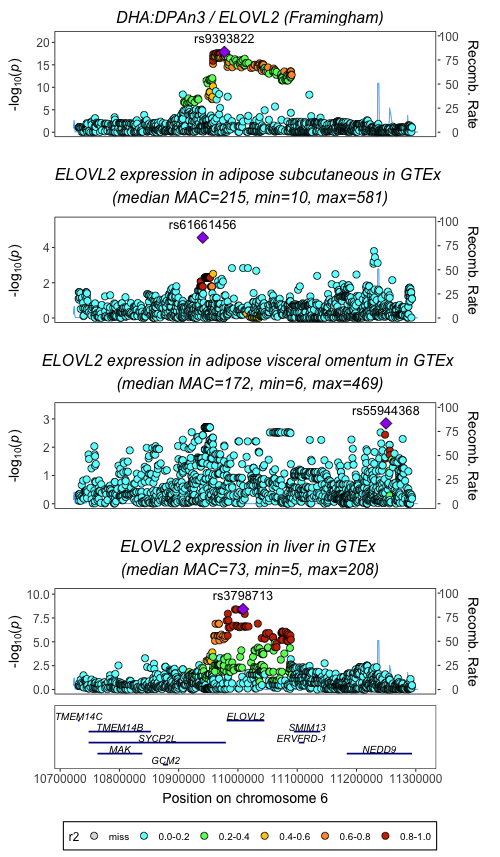 DHA:DPAn3 / ELOVL2 (Framingham)
rs9393822
-log10(p)
20
15
10
5
0
100
75
50
25
0
Recomb. Rate
ELOVL2 expression in adipose subcutaneous in GTEx
(median MAC=215, min=10, max=581)
rs61661456
-log10(p)
4
2
0
100
75
50
25
0
Recomb. Rate
ELOVL2 expression in adipose visceral omentum in GTEx
(median MAC=172, min=6, max=469)
rs55944368
-log10(p)
3
2
1
0
100
75
50
25
0
Recomb. Rate
ELOVL2 expression in liver in GTEx
(median MAC=73, min=5, max=208)
rs3798713
-log10(p)
10.0
7.5
5.0
2.5
0.0
100
75
50
25
0
Recomb. Rate
TMEM14C ELOVL2
TMEM14B SMIM13
SYCP2L ERVFRD-1
MAK NEDD9
GCM2
10700000 10800000 10900000 11000000 11100000 11200000 11300000
Position on chromosome 6
r2 miss 0.0-0.2 0.2-0.4 0.4-0.6 0.6-0.8 0.8-1.0